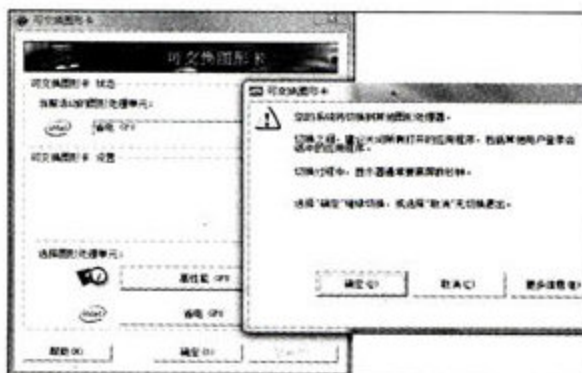 可交换图形卡
可交换图形卡
可交换图形卡 状态
当前活动的图形处理单元:
intel
省电 GPU
可交换图形卡 设置
选择图形处理单元:
高性能 GPU
intel
省电 GPU
帮助(H)
确定(O)
可交换图形卡
您的系统将切换到其他图形处理器。
切换之前,建议关闭所有打开的应用程序,包括其他用户登录会
话中的应用程序。
切换过程中,显示器通常要黑屏数秒钟。
选择"确定"继续切换,或选择"取消"无切换退出。
确定(O)
取消(C)
更多信息(I)